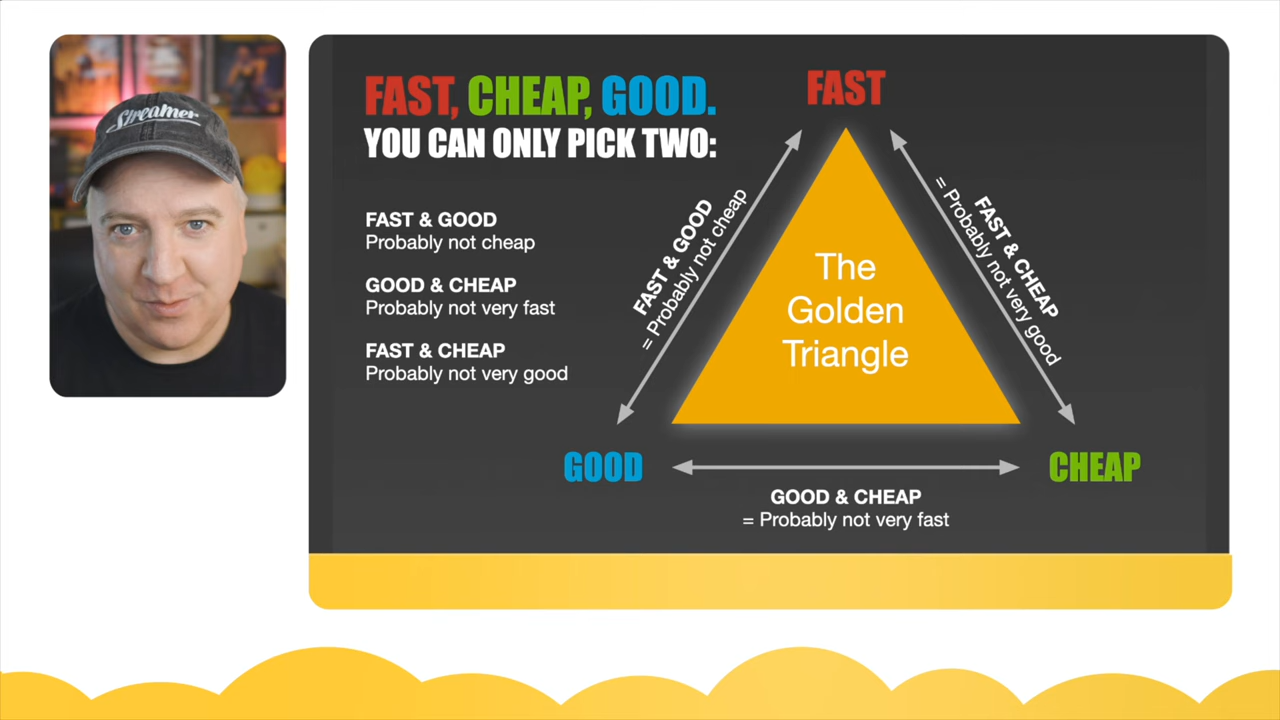 Streamer
FAST, CHEAP, GOOD.
YOU CAN ONLY PICK TWO:
FAST & GOOD
Probably not cheap
GOOD & CHEAP
Probably not very fast
FAST & CHEAP
Probably not very good
FAST
FAST & GOOD
= Probably not cheap
FAST & CHEAP
= Probably not very good
The
Golden
Triangle
GOOD
CHEAP
GOOD & CHEAP
= Probably not very fast